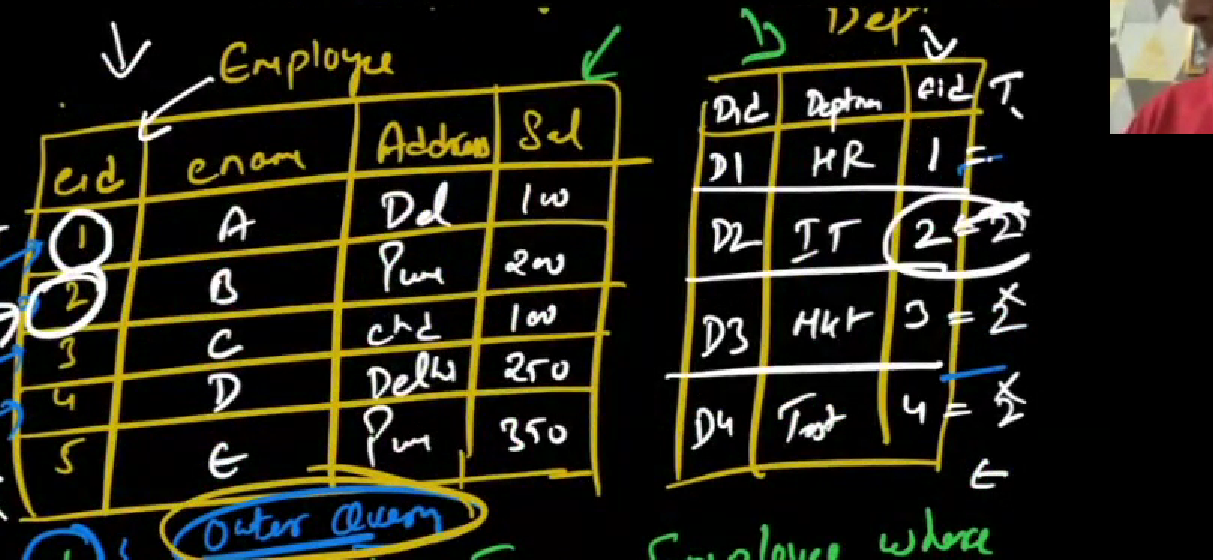 Employee
eid ename Address Sal
1 A Del 100
2 B Pune 200
3 C chd 100
4 D Delhi 250
5 E Pune 350
Dept
Did Deptnm eid T
D1 HR 1 =
D2 IT 2 = 2
D3 Mkt 3 = 2
D4 Test 4 = 2
E
Outer Query
Employee where